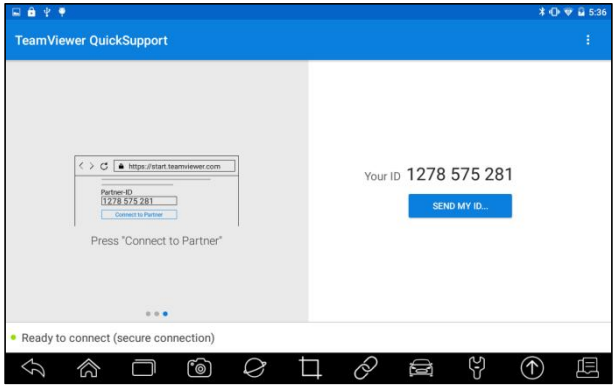 5:36
TeamViewer QuickSupport
https://start.teamviewer.com
Partner-ID
1278 575 281
Connect to Partner
Press "Connect to Partner"
Your ID 1278 575 281
SEND MY ID...
Ready to connect (secure connection)